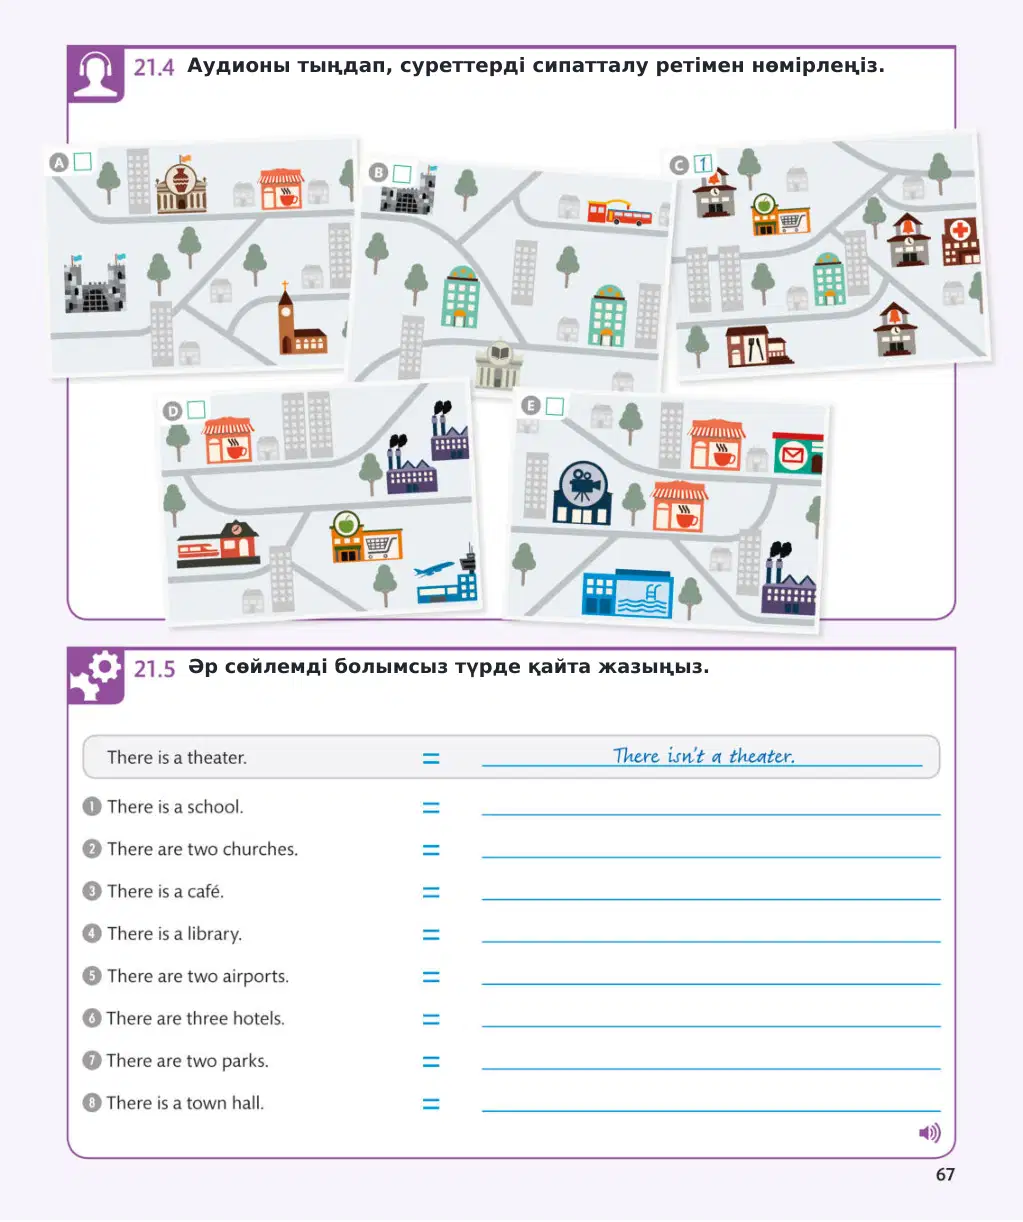 21.4 Аудионы тыңдап, суреттерді сипатталу ретімен нөмірлеңіз.
A
B
C 1
D
E
21.5 Әр сөйлемді болымсыз түрде қайта жазыңыз.
There is a theater. = There isn't a theater.
1 There is a school. =
2 There are two churches. =
3 There is a café. =
4 There is a library. =
5 There are two airports. =
6 There are three hotels. =
7 There are two parks. =
8 There is a town hall. =
67